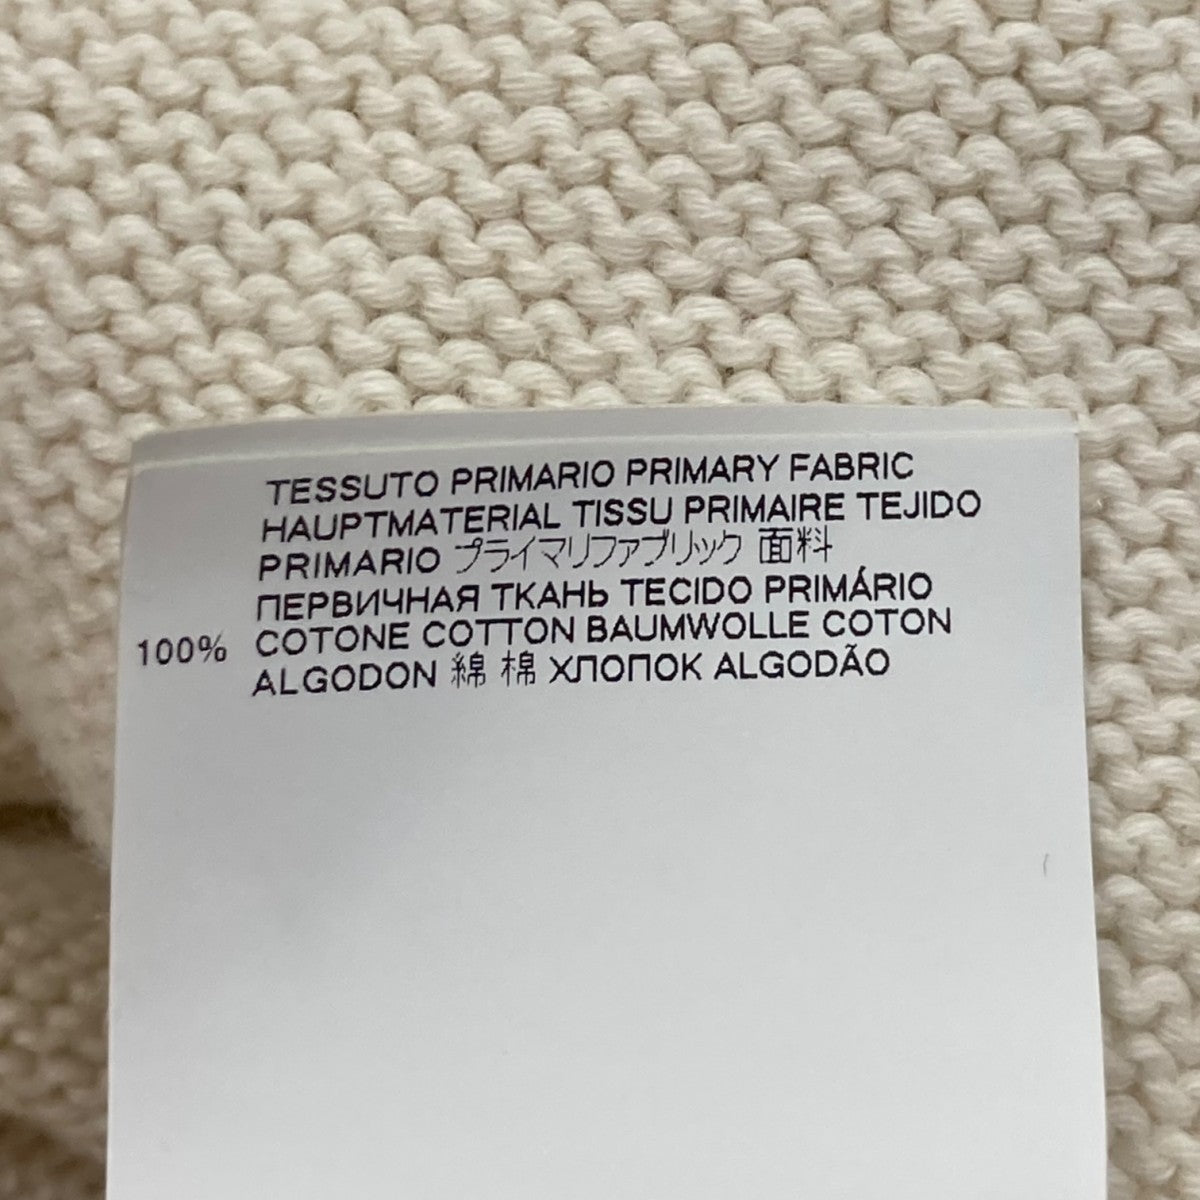 TESSUTO PRIMARIO PRIMARY FABRIC
HAUPTMATERIAL TISSU PRIMAIRE TEJIDO
PRIMARIO プライマリファブリック 面料
ПЕРВИЧНАЯ ТКАНЬ TECIDO PRIMÁRIO
100% COTONE COTTON BAUMWOLLE COTON
ALGODON 綿 棉 ХЛОПОК ALGODÃO